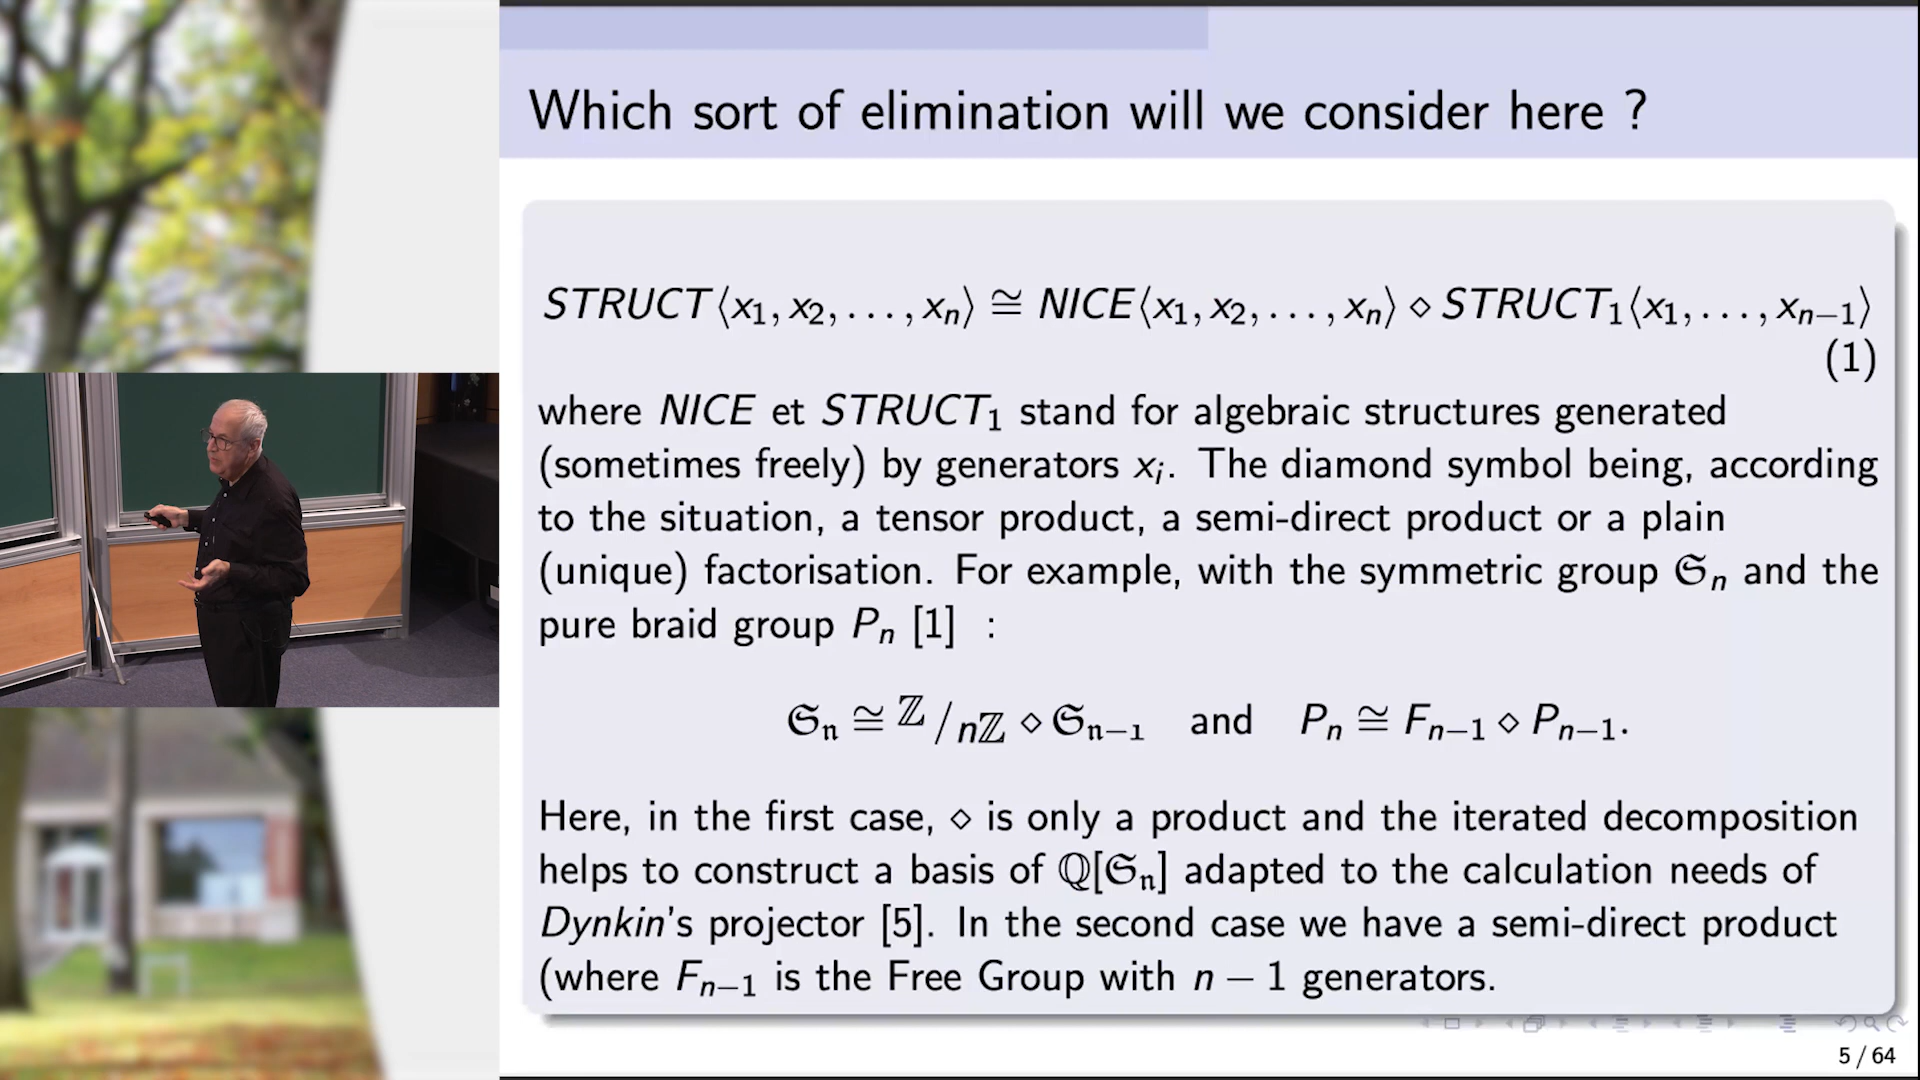 Which sort of elimination will we consider here ?
STRUCT⟨x₁, x₂, . . . , xₙ⟩ ≅ NICE⟨x₁, x₂, . . . , xₙ⟩ ⋄ STRUCT₁⟨x₁, . . . , xₙ₋₁⟩
(1)
where NICE et STRUCT₁ stand for algebraic structures generated
(sometimes freely) by generators xᵢ. The diamond symbol being, according
to the situation, a tensor product, a semi-direct product or a plain
(unique) factorisation. For example, with the symmetric group 𝔖ₙ and the
pure braid group Pₙ [1] :
𝔖ₙ ≅ ℤ/nℤ ⋄ 𝔖ₙ₋₁ and Pₙ ≅ Fₙ₋₁ ⋄ Pₙ₋₁.
Here, in the first case, ⋄ is only a product and the iterated decomposition
helps to construct a basis of ℚ[𝔖ₙ] adapted to the calculation needs of
Dynkin's projector [5]. In the second case we have a semi-direct product
(where Fₙ₋₁ is the Free Group with n − 1 generators.
5 / 64